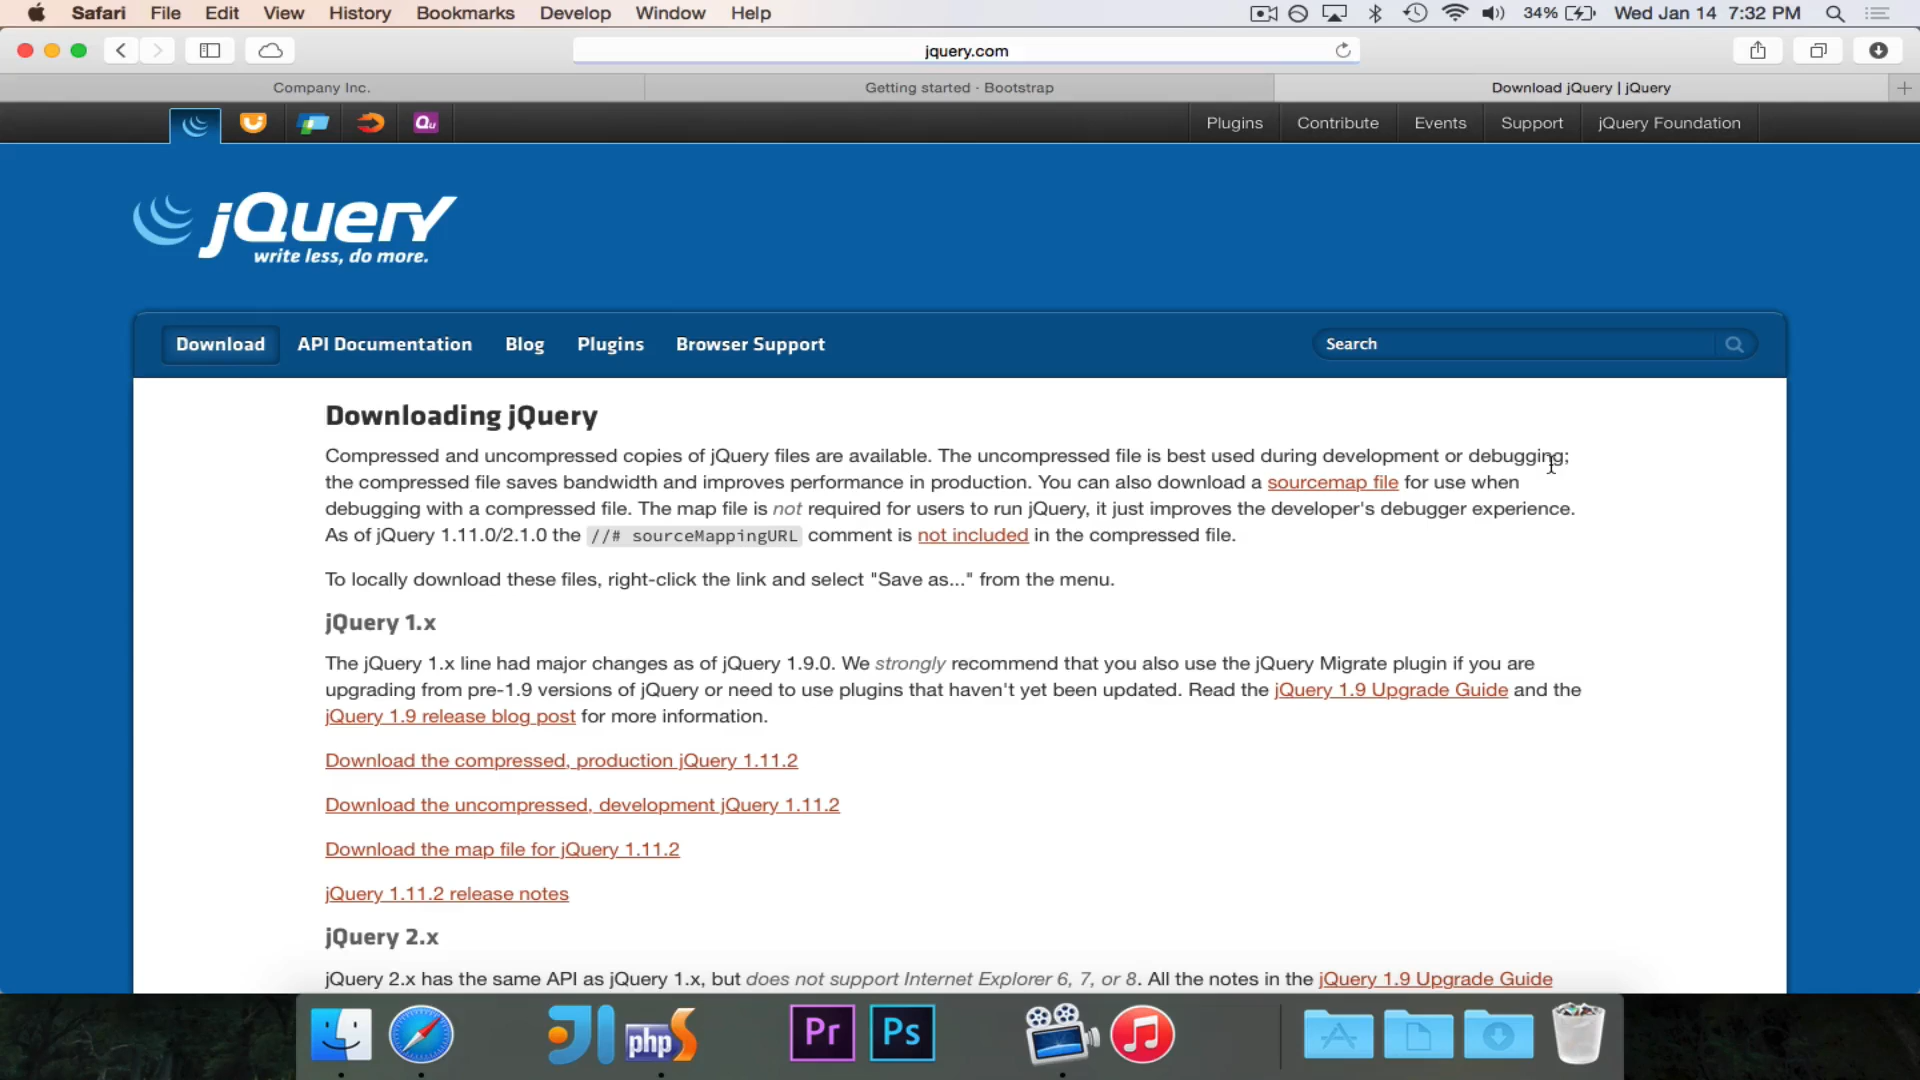 Safari File Edit View History Bookmarks Develop Window Help 34% Wed Jan 14 7:32 PM
jquery.com
Company Inc. Getting started · Bootstrap Download jQuery | jQuery
Qu Plugins Contribute Events Support jQuery Foundation
jQuery
write less, do more.
Download API Documentation Blog Plugins Browser Support Search
Downloading jQuery
Compressed and uncompressed copies of jQuery files are available. The uncompressed file is best used during development or debugging;
the compressed file saves bandwidth and improves performance in production. You can also download a sourcemap file for use when
debugging with a compressed file. The map file is not required for users to run jQuery, it just improves the developer's debugger experience.
As of jQuery 1.11.0/2.1.0 the //# sourceMappingURL comment is not included in the compressed file.
To locally download these files, right-click the link and select "Save as..." from the menu.
jQuery 1.x
The jQuery 1.x line had major changes as of jQuery 1.9.0. We strongly recommend that you also use the jQuery Migrate plugin if you are
upgrading from pre-1.9 versions of jQuery or need to use plugins that haven't yet been updated. Read the jQuery 1.9 Upgrade Guide and the
jQuery 1.9 release blog post for more information.
Download the compressed, production jQuery 1.11.2
Download the uncompressed, development jQuery 1.11.2
Download the map file for jQuery 1.11.2
jQuery 1.11.2 release notes
jQuery 2.x
jQuery 2.x has the same API as jQuery 1.x, but does not support Internet Explorer 6, 7, or 8. All the notes in the jQuery 1.9 Upgrade Guide
JI php S Pr Ps